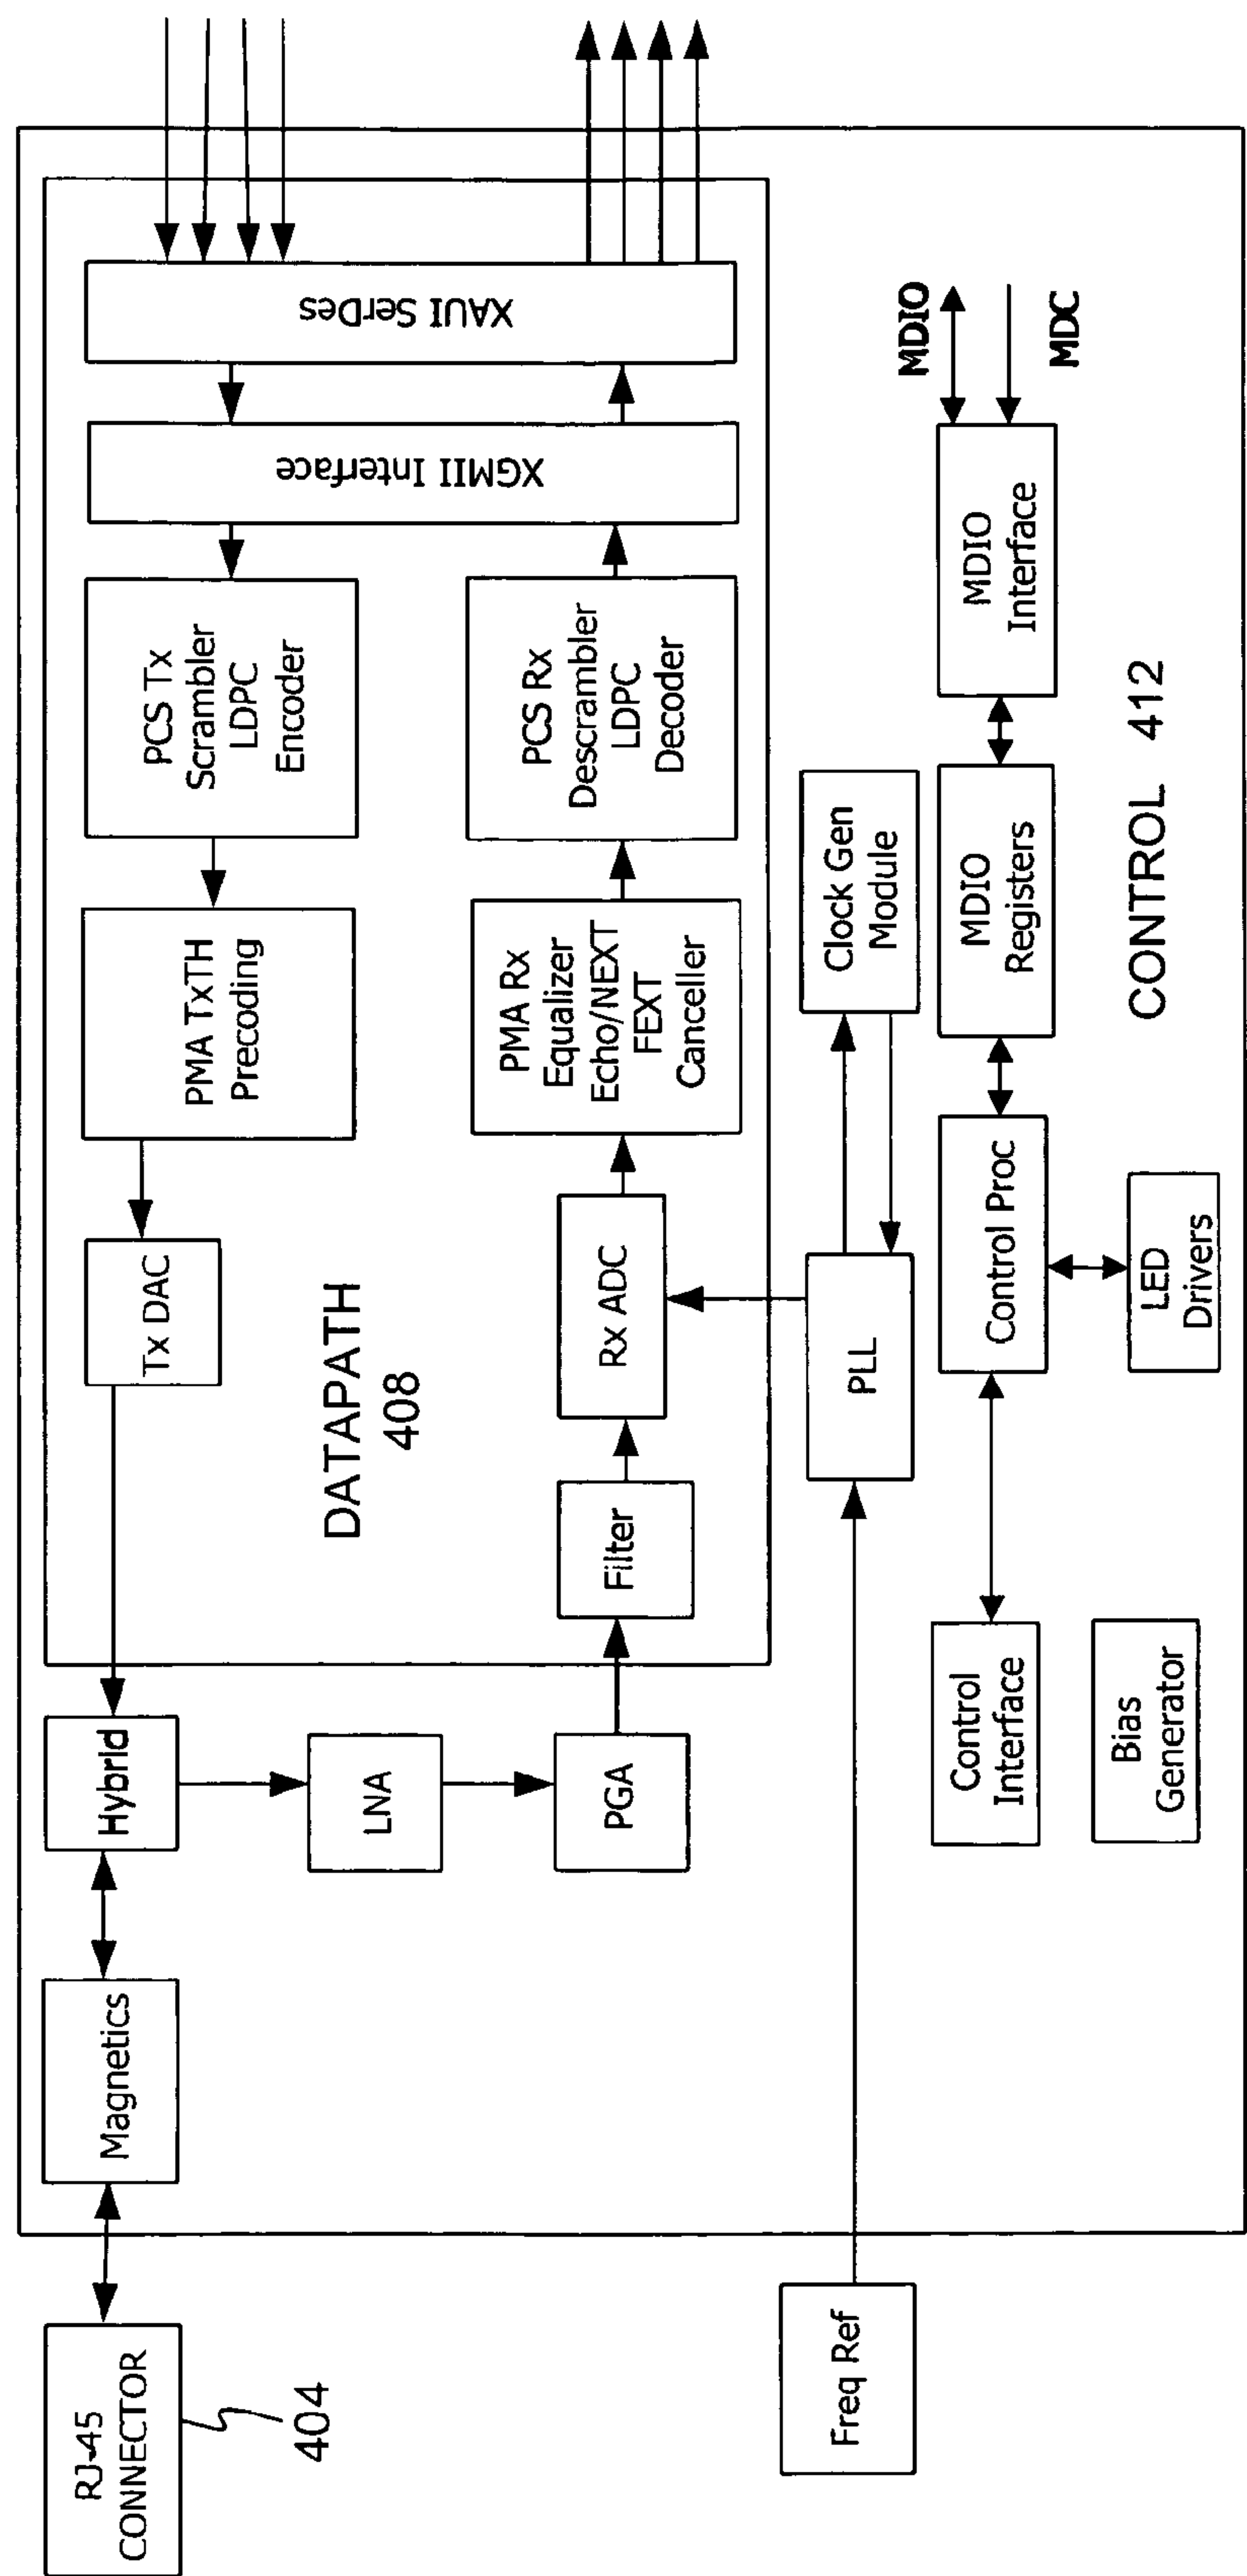 RJ-45
CONNECTOR
404
Magnetics
Hybrid
LNA
PGA
Tx DAC
PMA TxTH
Precoding
PCS Tx
Scrambler
LDPC
Encoder
XGMII Interface
XAUI SerDes
DATAPATH
408
Filter
Rx ADC
PMA Rx
Equalizer
Echo/NEXT
FEXT
Canceller
PCS Rx
Descrambler
LDPC
Decoder
Freq Ref
PLL
Clock Gen
Module
Control
Interface
Control Proc
MDIO
Registers
MDIO
Interface
MDIO
MDC
Bias
Generator
LED
Drivers
CONTROL 412